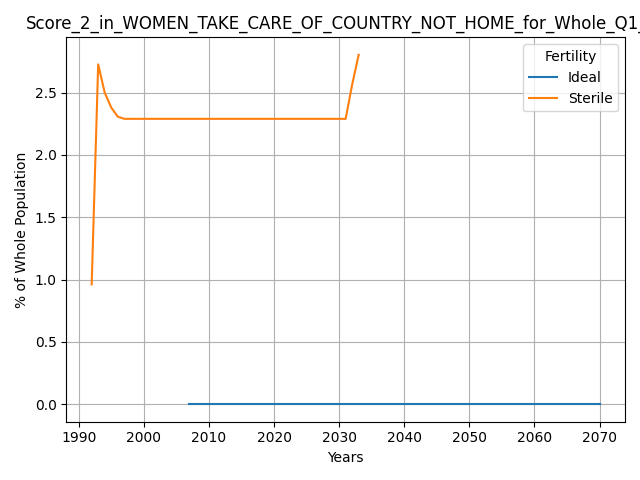 Score_2_in_WOMEN_TAKE_CARE_OF_COUNTRY_NOT_HOME_for_Whole_Q1_
Fertility
Ideal
Sterile
% of Whole Population
2.5
2.0
1.5
1.0
0.5
0.0
1990 2000 2010 2020 2030 2040 2050 2060 2070
Years